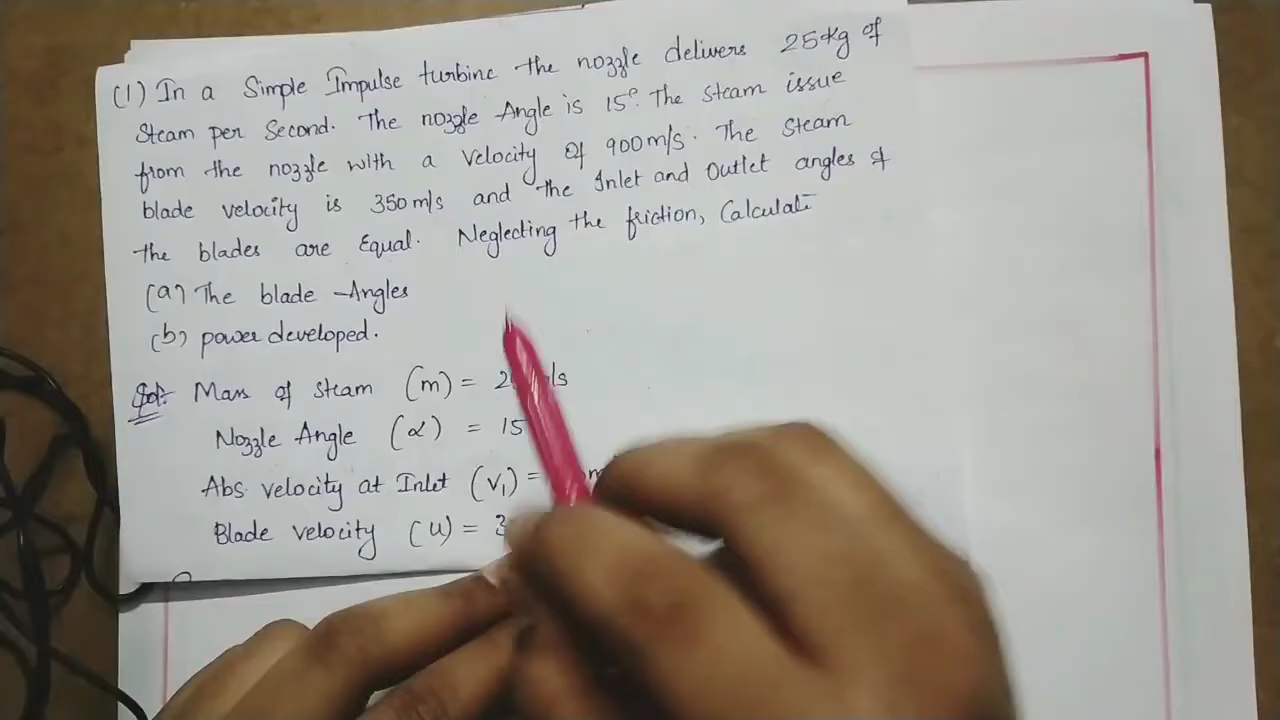 (1) In a Simple Impulse turbine the nozzle delivers 25kg of
Steam per Second. The nozzle Angle is 15°. The Steam issue
from the nozzle with a velocity of 900m/s. The steam
blade velocity is 350m/s and the Inlet and Outlet angles of
the blades are Equal. Neglecting the friction, Calculate
(a) The blade Angles
(b) power developed.
Sol:- Mass of steam (m) = 2
Nozzle Angle (α) = 15
Abs. velocity at Inlet (V₁) =
Blade velocity (U) = 3